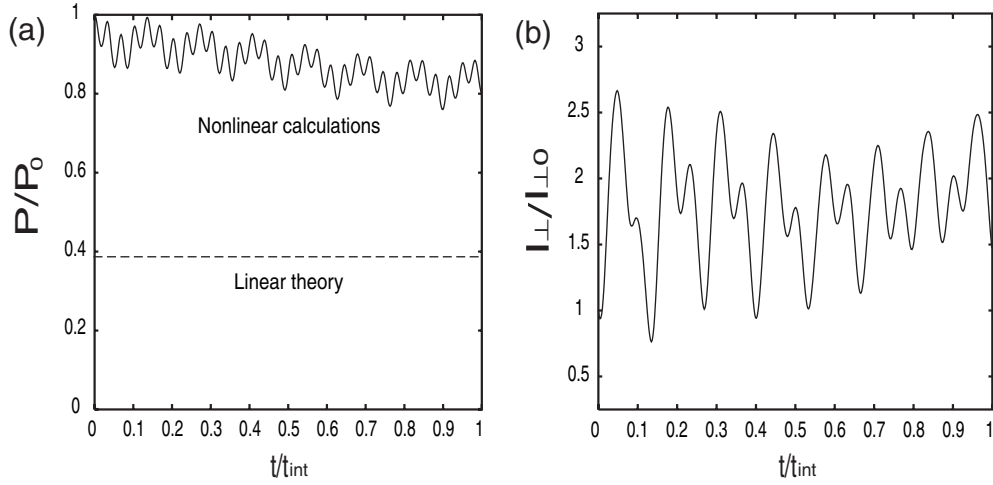 (a)
P/P₀
1
0.8
0.6
0.4
0.2
0
Nonlinear calculations
Linear theory
0 0.1 0.2 0.3 0.4 0.5 0.6 0.7 0.8 0.9 1
t/t_int
(b)
I⊥/I⊥0
3
2.5
2
1.5
1
0.5
0 0.1 0.2 0.3 0.4 0.5 0.6 0.7 0.8 0.9 1
t/t_int